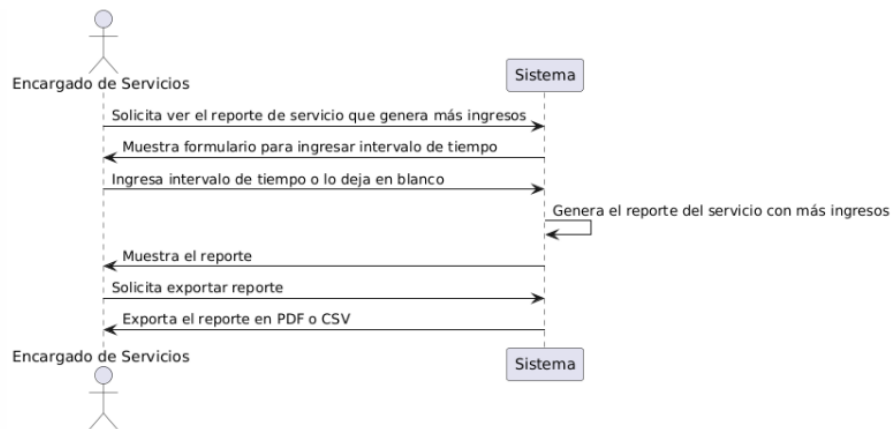 Encargado de Servicios
Sistema
Solicita ver el reporte de servicio que genera más ingresos
Muestra formulario para ingresar intervalo de tiempo
Ingresa intervalo de tiempo o lo deja en blanco
Genera el reporte del servicio con más ingresos
Muestra el reporte
Solicita exportar reporte
Exporta el reporte en PDF o CSV
Encargado de Servicios
Sistema